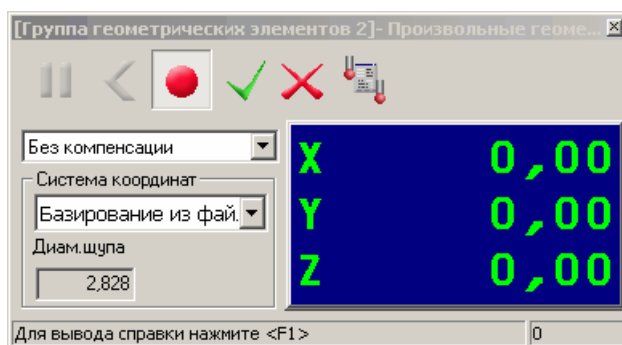 [Группа геометрических элементов 2]- Произвольные геоме...
Без компенсации
Система координат
Базирование из фай.
Диам.щупа
2,828
X 0,00
Y 0,00
Z 0,00
Для вывода справки нажмите <F1>
0